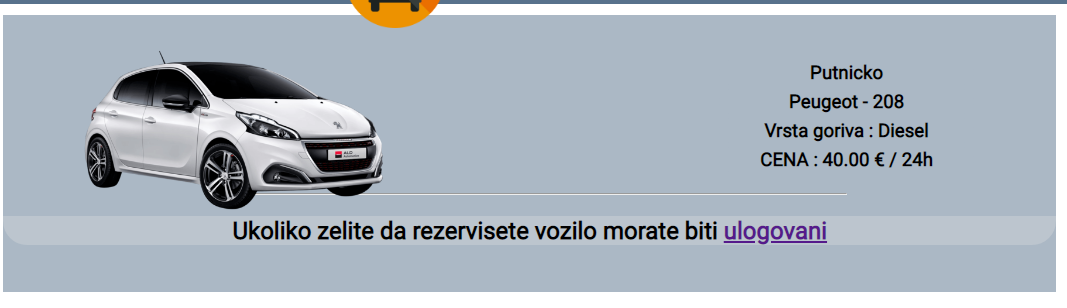 Putnicko
Peugeot - 208
Vrsta goriva : Diesel
CENA : 40.00 € / 24h
Ukoliko zelite da rezervisete vozilo morate biti ulogovani